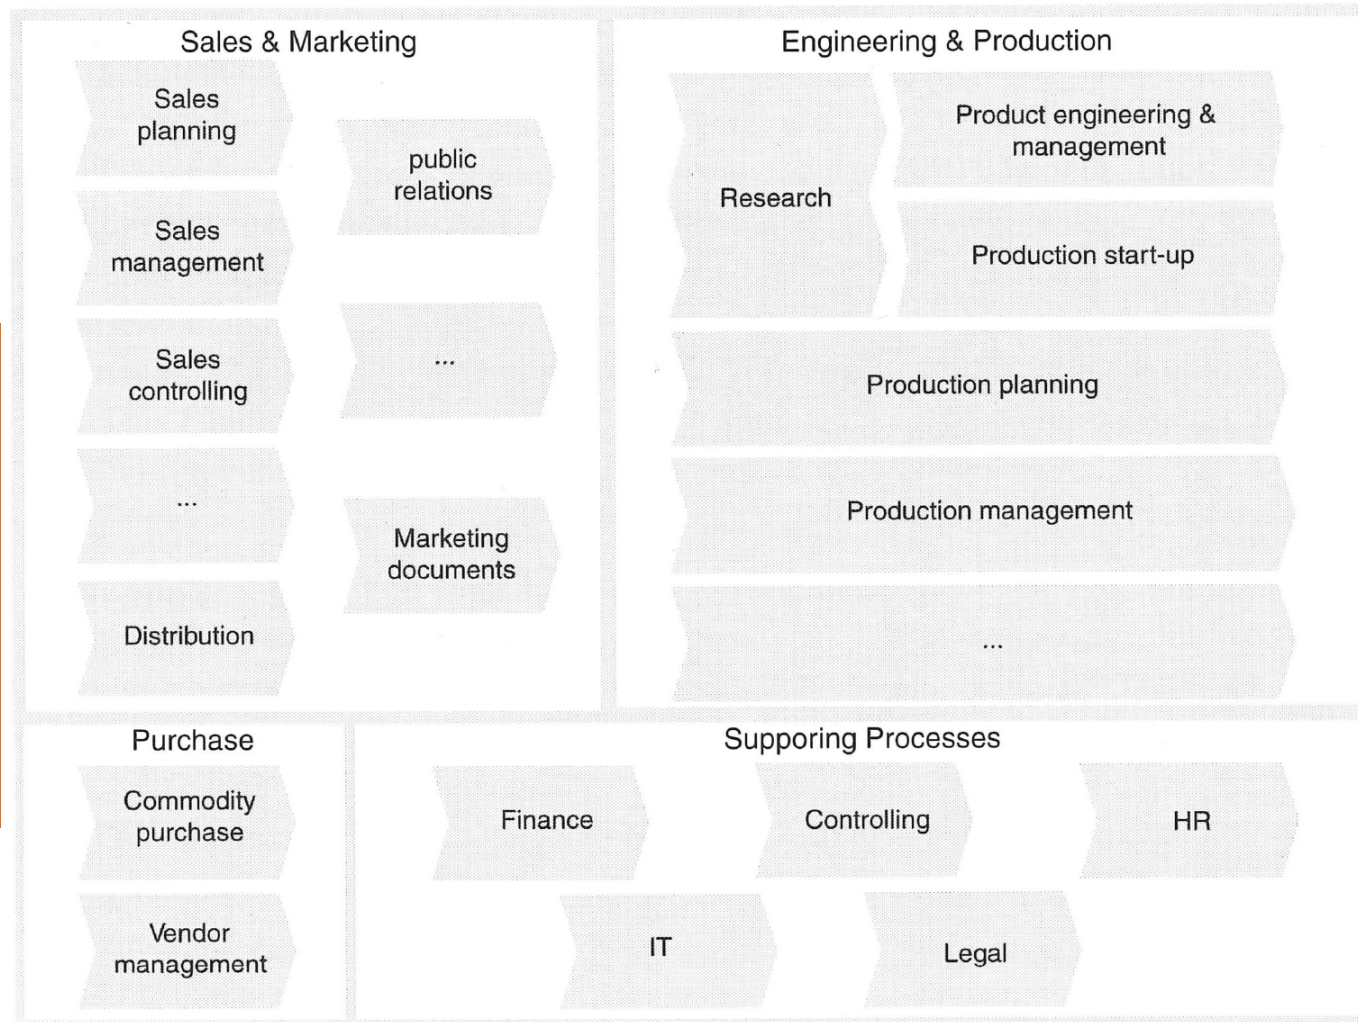 Sales & Marketing
Sales
planning
Sales
management
Sales
controlling
...
Distribution
public
relations
...
Marketing
documents
Engineering & Production
Research
Product engineering &
management
Production start-up
Production planning
Production management
...
Purchase
Commodity
purchase
Vendor
management
Supporing Processes
Finance
Controlling
HR
IT
Legal